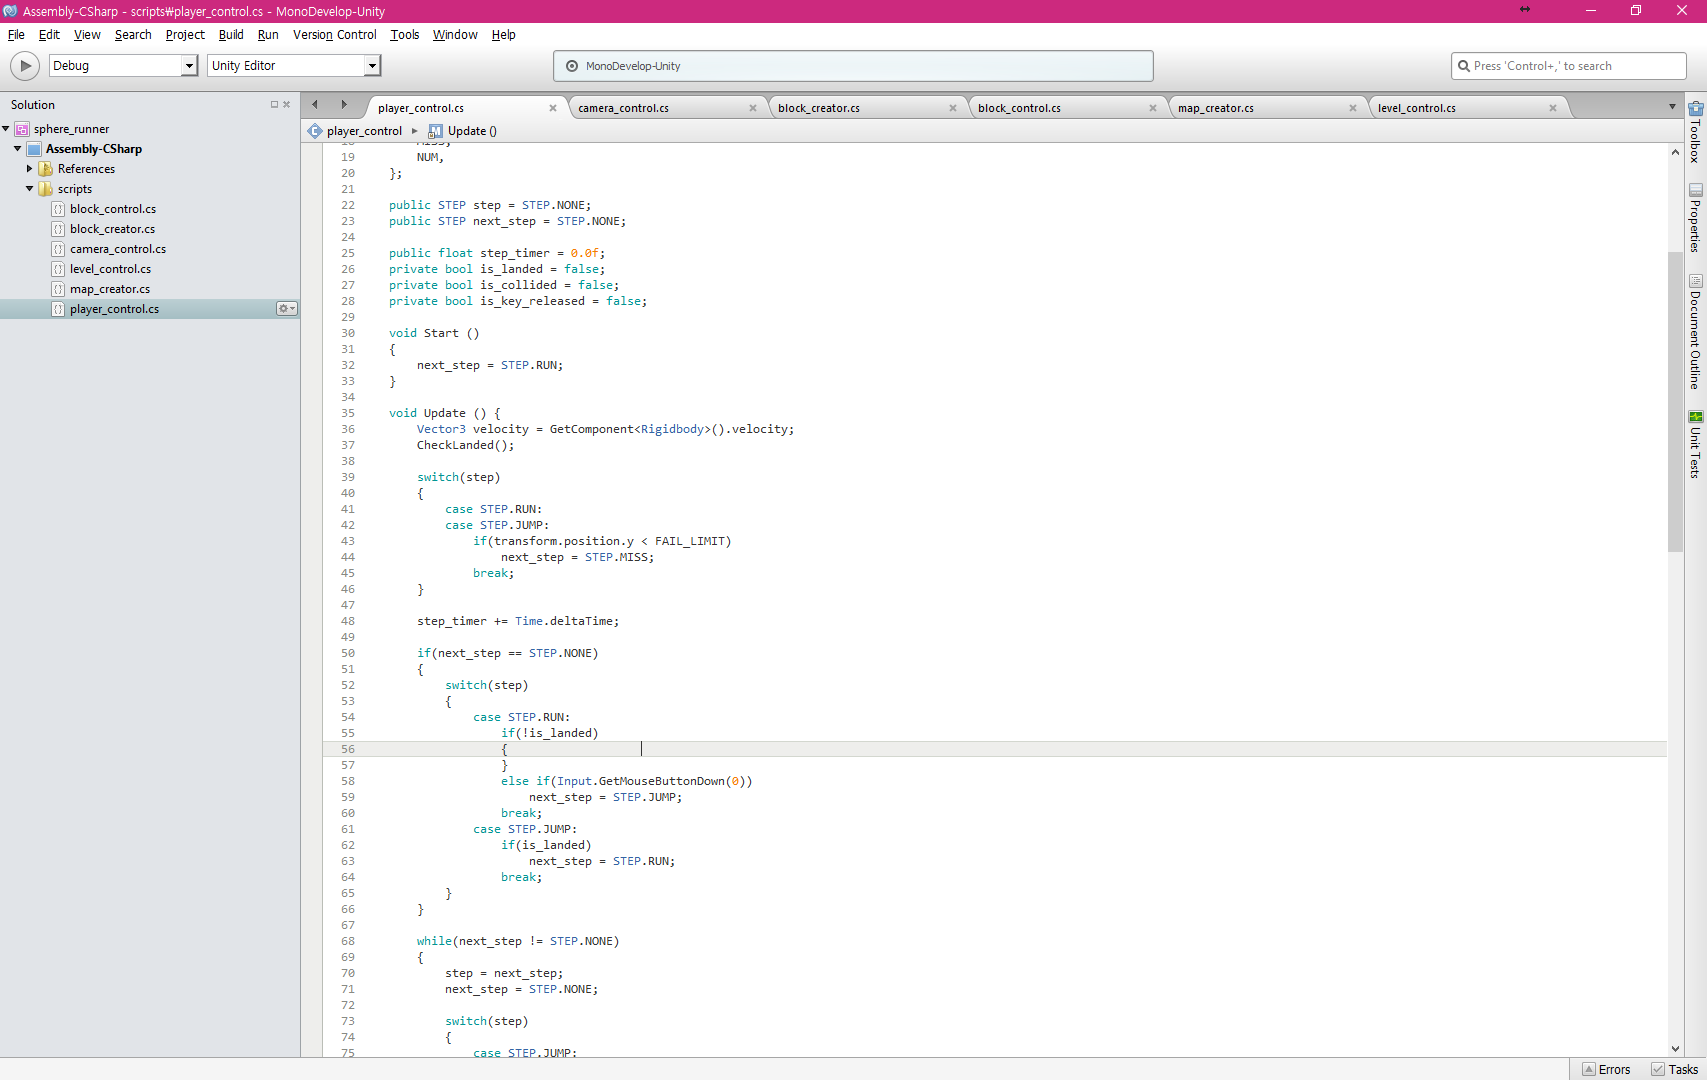 Assembly-CSharp - scripts₩player_control.cs - MonoDevelop-Unity
File Edit View Search Project Build Run Version Control Tools Window Help
Debug
Unity Editor
MonoDevelop-Unity
Press 'Control+,' to search
Solution
sphere_runner
Assembly-CSharp
References
scripts
block_control.cs
block_creator.cs
camera_control.cs
level_control.cs
map_creator.cs
player_control.cs
player_control.cs camera_control.cs block_creator.cs block_control.cs map_creator.cs level_control.cs
player_control Update ()
18 MISS,
19 NUM,
20 };
21
22 public STEP step = STEP.NONE;
23 public STEP next_step = STEP.NONE;
24
25 public float step_timer = 0.0f;
26 private bool is_landed = false;
27 private bool is_collided = false;
28 private bool is_key_released = false;
29
30 void Start ()
31 {
32 next_step = STEP.RUN;
33 }
34
35 void Update () {
36 Vector3 velocity = GetComponent<Rigidbody>().velocity;
37 CheckLanded();
38
39 switch(step)
40 {
41 case STEP.RUN:
42 case STEP.JUMP:
43 if(transform.position.y < FAIL_LIMIT)
44 next_step = STEP.MISS;
45 break;
46 }
47
48 step_timer += Time.deltaTime;
49
50 if(next_step == STEP.NONE)
51 {
52 switch(step)
53 {
54 case STEP.RUN:
55 if(!is_landed)
56 {
57 }
58 else if(Input.GetMouseButtonDown(0))
59 next_step = STEP.JUMP;
60 break;
61 case STEP.JUMP:
62 if(is_landed)
63 next_step = STEP.RUN;
64 break;
65 }
66 }
67
68 while(next_step != STEP.NONE)
69 {
70 step = next_step;
71 next_step = STEP.NONE;
72
73 switch(step)
74 {
75 case STEP.JUMP:
Toolbox
Properties
Document Outline
Unit Tests
Errors Tasks